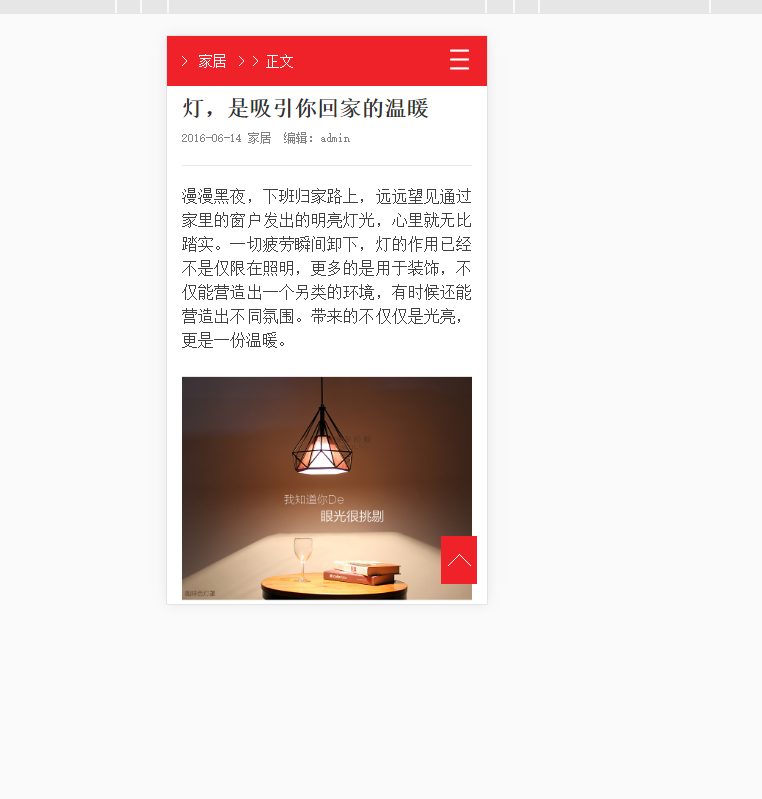 > 家居 > > 正文
灯，是吸引你回家的温暖
2016-06-14 家居 编辑: admin
漫漫黑夜，下班归家路上，远远望见通过
家里的窗户发出的明亮灯光，心里就无比
踏实。一切疲劳瞬间卸下，灯的作用已经
不是仅限在照明，更多的是用于装饰，不
仅能营造出一个另类的环境，有时候还能
营造出不同氛围。带来的不仅仅是光亮，
更是一份温暖。
我知道你De
眼光很挑剔